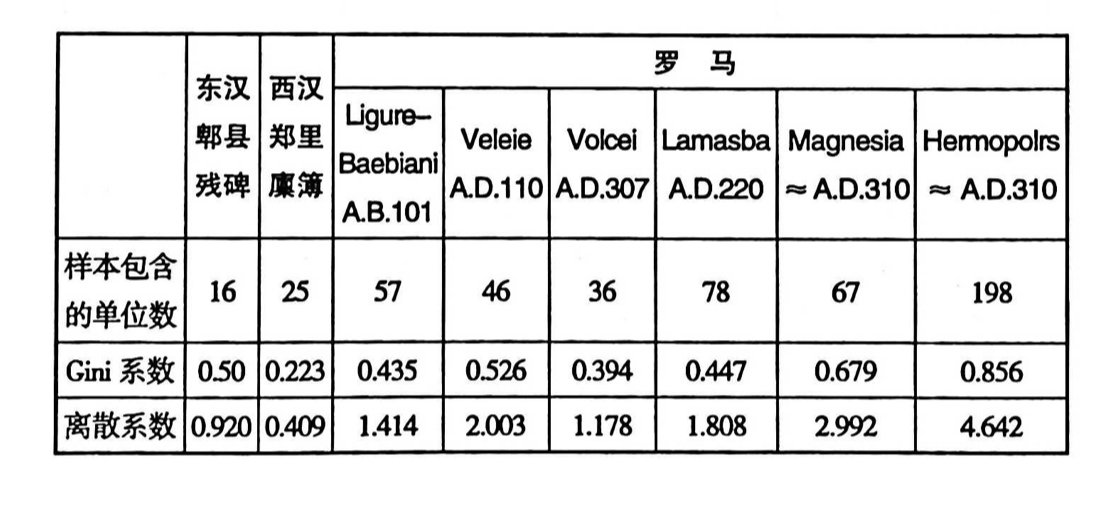 罗 马
东汉
郫县
残碑
西汉
郑里
廩簿
Ligure–
Baebiani
A.B.101
Veleie
A.D.110
Volcei
A.D.307
Lamasba
A.D.220
Magnesia
≈ A.D.310
Hermopolrs
≈ A.D.310
样本包含
的单位数
16 25 57 46 36 78 67 198
Gini 系数 0.50 0.223 0.435 0.526 0.394 0.447 0.679 0.856
离散系数 0.920 0.409 1.414 2.003 1.178 1.808 2.992 4.642